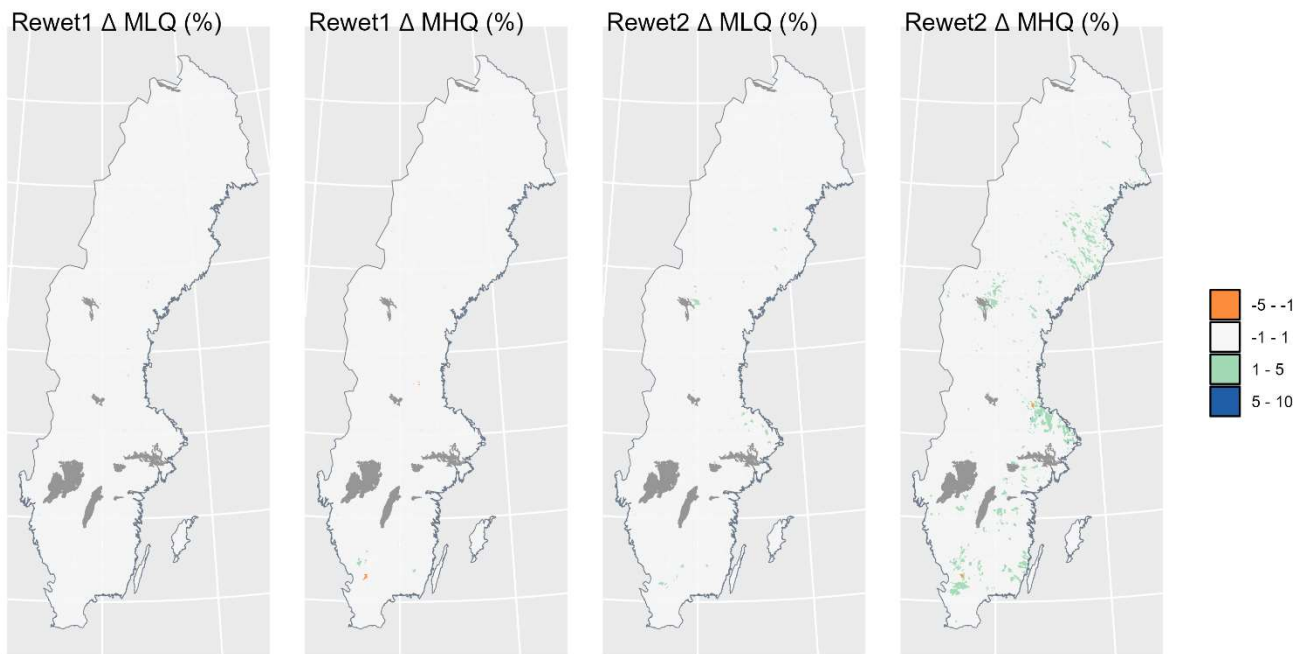 Rewet1 Δ MLQ (%)
Rewet1 Δ MHQ (%)
Rewet2 Δ MLQ (%)
Rewet2 Δ MHQ (%)
-5 - -1
-1 - 1
1 - 5
5 - 10